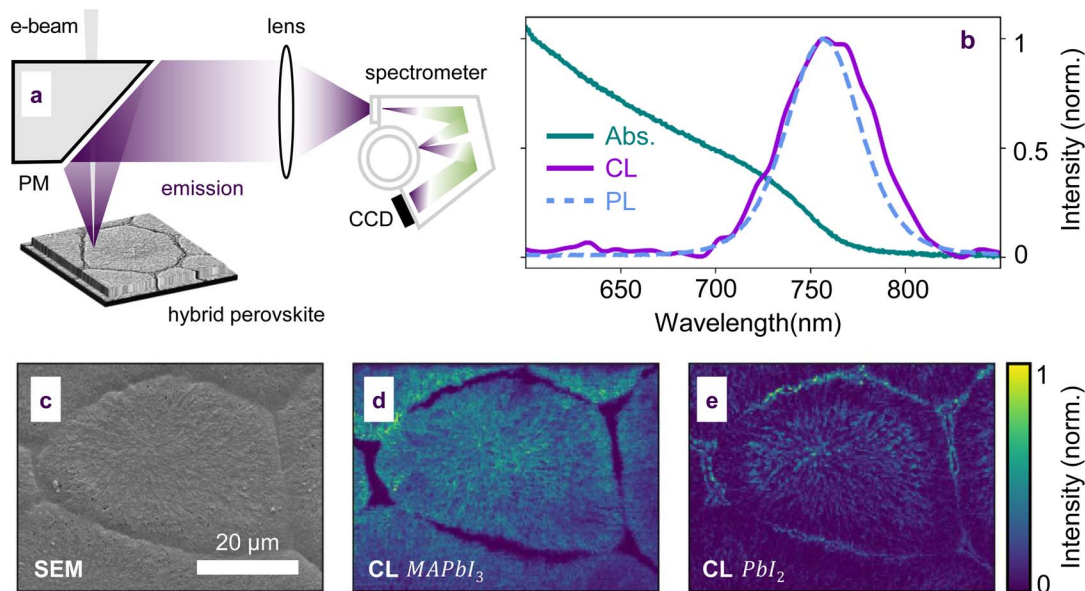 e-beam
lens
a
spectrometer
PM
emission
CCD
hybrid perovskite
b
Abs.
CL
PL
1
0.5
0
Intensity (norm.)
650
700
750
800
Wavelength(nm)
c
SEM
20 μm
d
CL MAPbI3
e
CL PbI2
1
0
Intensity (norm.)